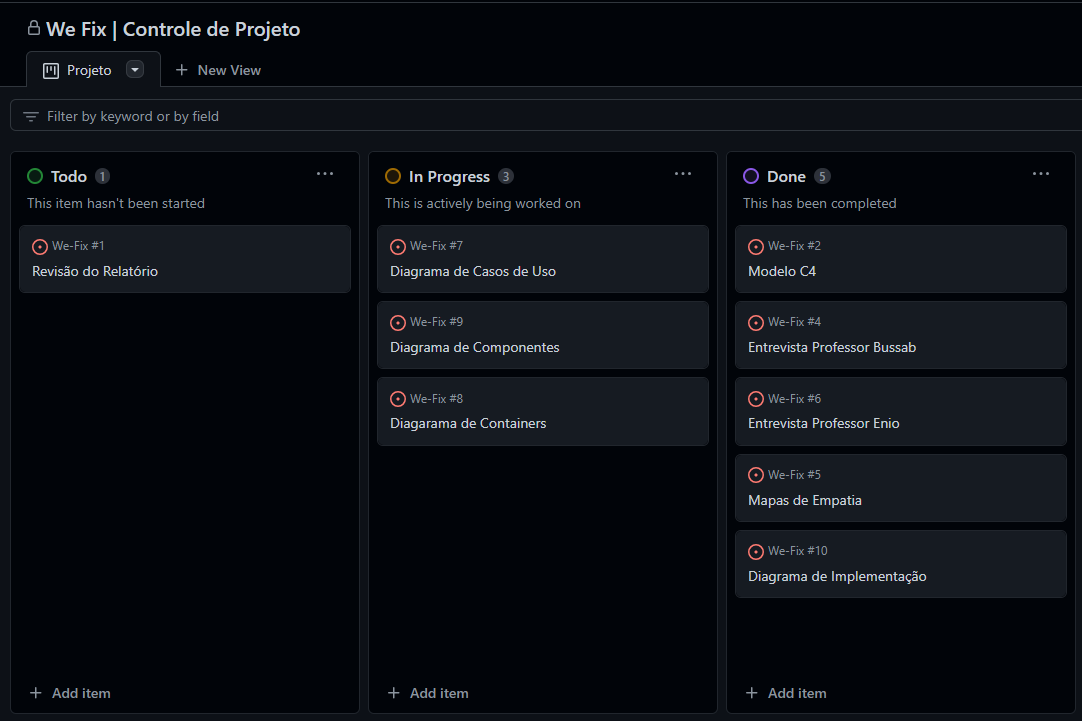 We Fix | Controle de Projeto
Projeto
New View
Filter by keyword or by field
Todo 1
This item hasn't been started
We-Fix #1
Revisão do Relatório
Add item
In Progress 3
This is actively being worked on
We-Fix #7
Diagrama de Casos de Uso
We-Fix #9
Diagrama de Componentes
We-Fix #8
Diagarama de Containers
Add item
Done 5
This has been completed
We-Fix #2
Modelo C4
We-Fix #4
Entrevista Professor Bussab
We-Fix #6
Entrevista Professor Enio
We-Fix #5
Mapas de Empatia
We-Fix #10
Diagrama de Implementação
Add item